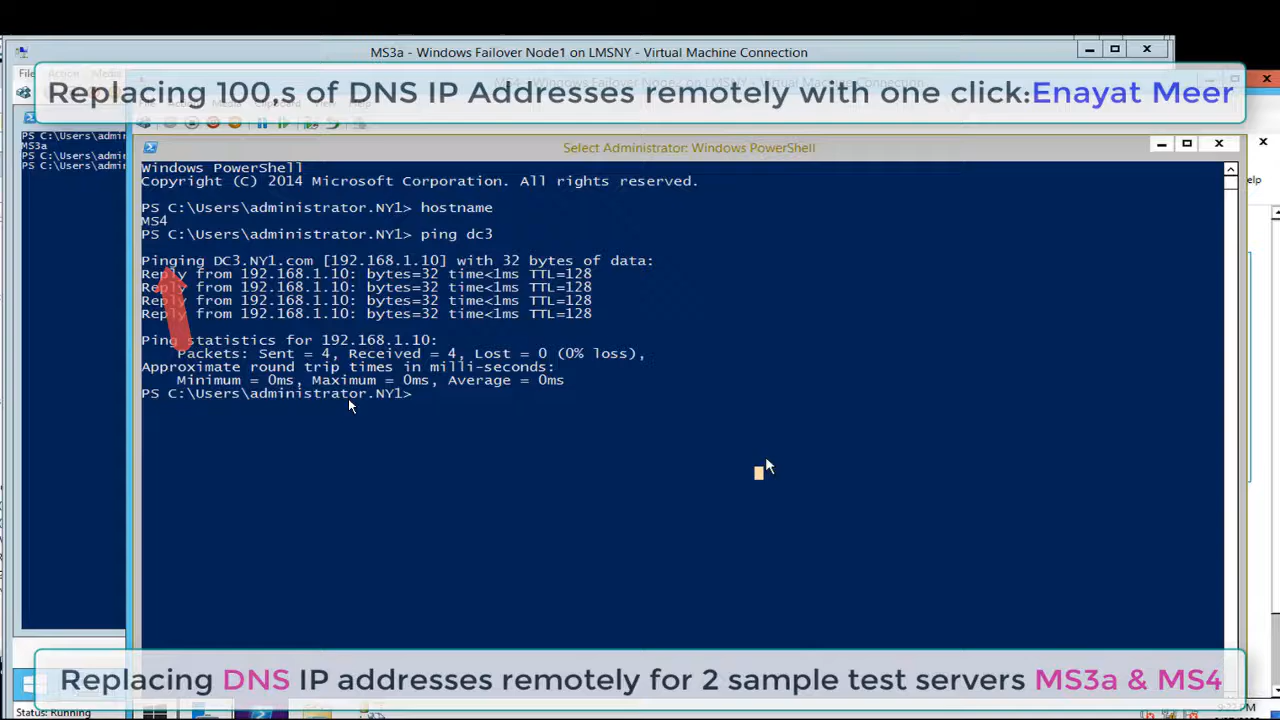 MS3a - Windows Failover Node1 on LMSNY - Virtual Machine Connection
File Action Media
Replacing 100,s of DNS IP Addresses remotely with one click:Enayat Meer
PS C:\Users\admin
MS3a
PS C:\Users\admin
PS C:\Users\admin
Select Administrator: Windows PowerShell
Windows PowerShell
Copyright (C) 2014 Microsoft Corporation. All rights reserved.
PS C:\Users\administrator.NY1> hostname
MS4
PS C:\Users\administrator.NY1> ping dc3
Pinging DC3.NY1.com [192.168.1.10] with 32 bytes of data:
Reply from 192.168.1.10: bytes=32 time<1ms TTL=128
Reply from 192.168.1.10: bytes=32 time<1ms TTL=128
Reply from 192.168.1.10: bytes=32 time<1ms TTL=128
Reply from 192.168.1.10: bytes=32 time<1ms TTL=128
Ping statistics for 192.168.1.10:
Packets: Sent = 4, Received = 4, Lost = 0 (0% loss),
Approximate round trip times in milli-seconds:
Minimum = 0ms, Maximum = 0ms, Average = 0ms
PS C:\Users\administrator.NY1>
elp
Replacing DNS IP addresses remotely for 2 sample test servers MS3a & MS4
Status: Running